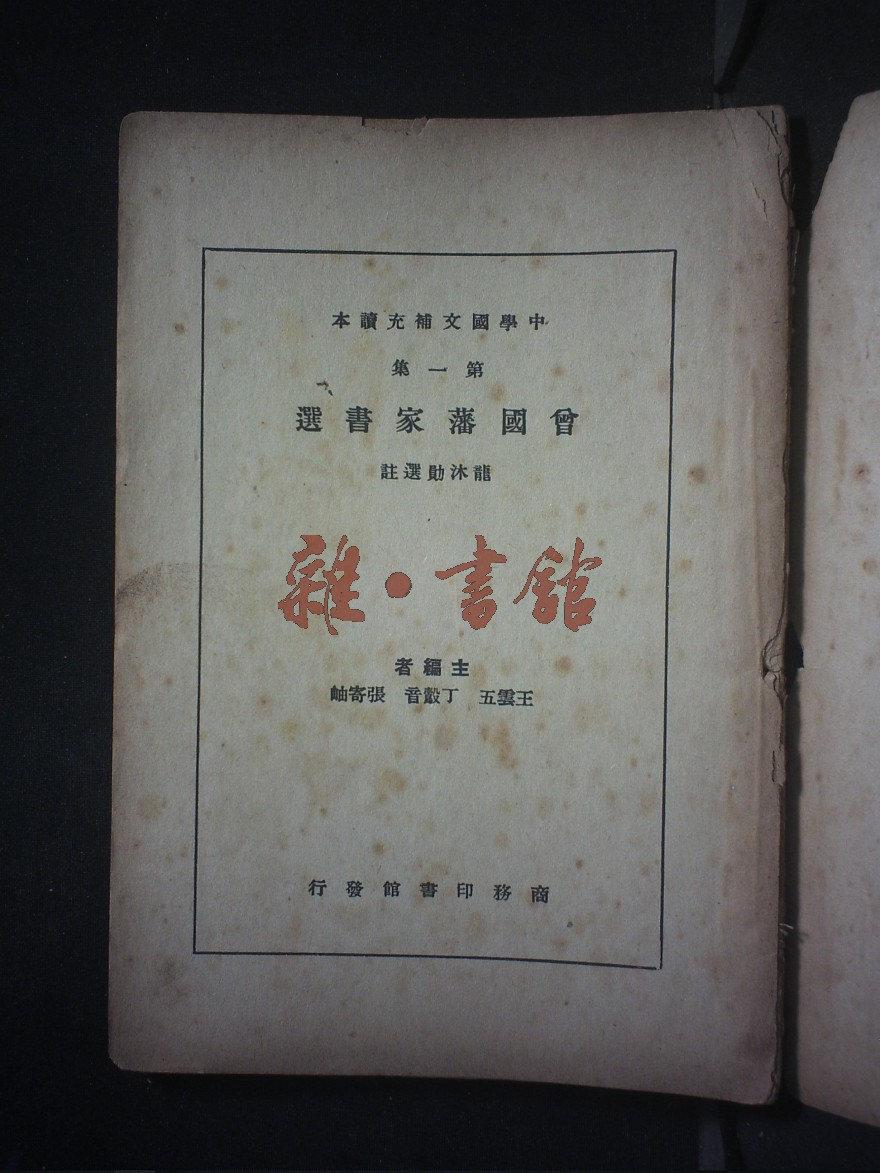 中學國文補充讀本
第一集
曾國藩家書選
龍沐勛選註
雜·書館
主編者
王雲五 丁瑴音 張寄岫
商務印書館發行